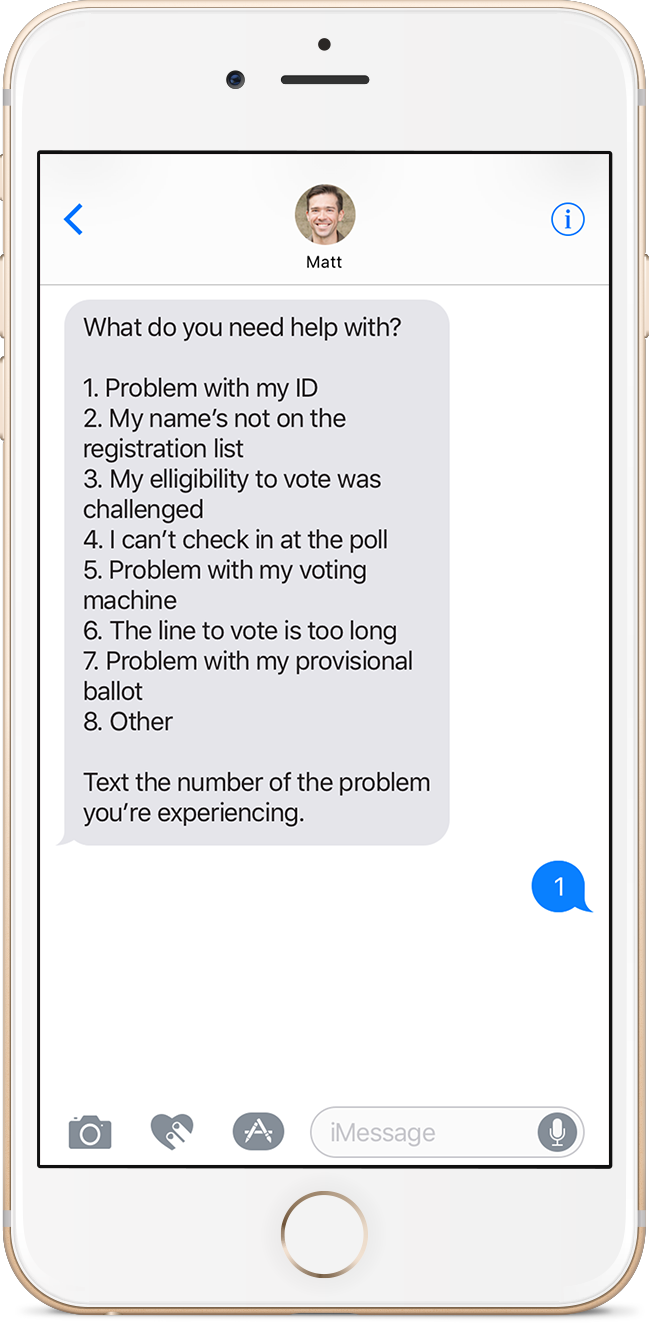 Matt
What do you need help with?
1. Problem with my ID
2. My name’s not on the
registration list
3. My elligibility to vote was
challenged
4. I can’t check in at the poll
5. Problem with my voting
machine
6. The line to vote is too long
7. Problem with my provisional
ballot
8. Other
Text the number of the problem
you’re experiencing.
1
iMessage